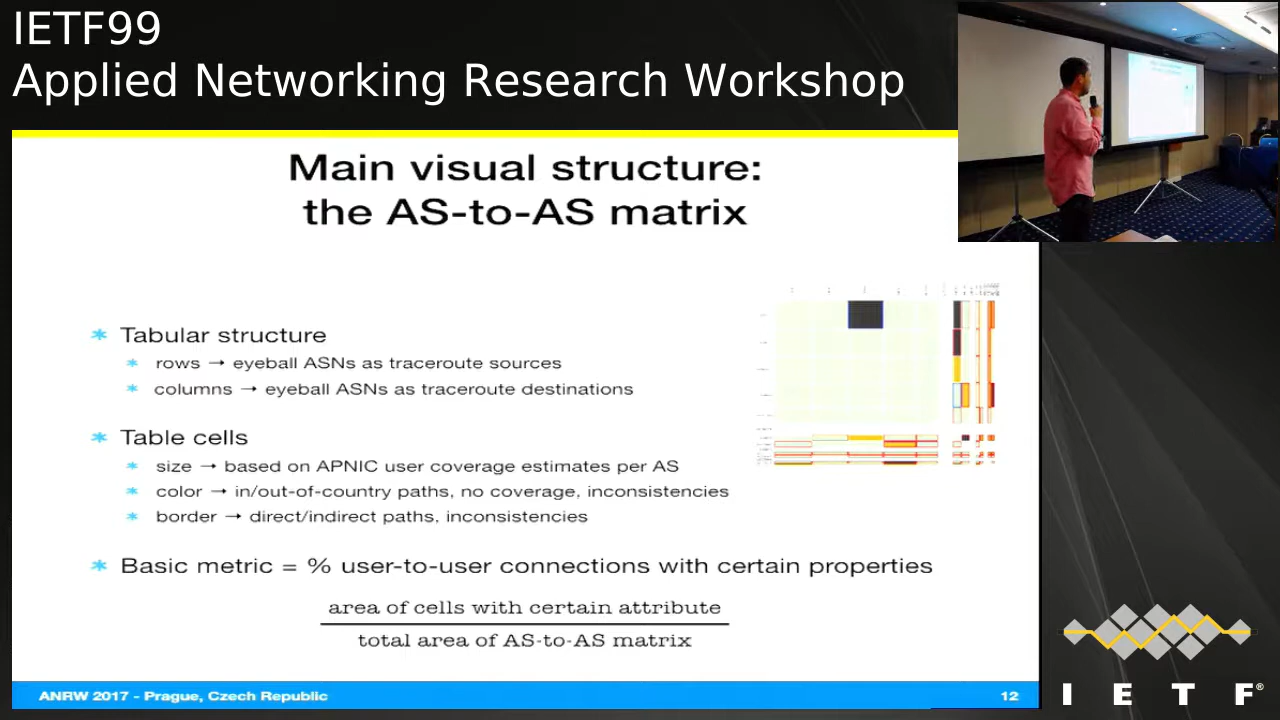 IETF99
Applied Networking Research Workshop
Main visual structure:
the AS-to-AS matrix
* Tabular structure
* rows → eyeball ASNs as traceroute sources
* columns → eyeball ASNs as traceroute destinations
* Table cells
* size → based on APNIC user coverage estimates per AS
* color → in/out-of-country paths, no coverage, inconsistencies
* border → direct/indirect paths, inconsistencies
* Basic metric = % user-to-user connections with certain properties
area of cells with certain attribute
total area of AS-to-AS matrix
ANRW 2017 - Prague, Czech Republic
12
I E T F®